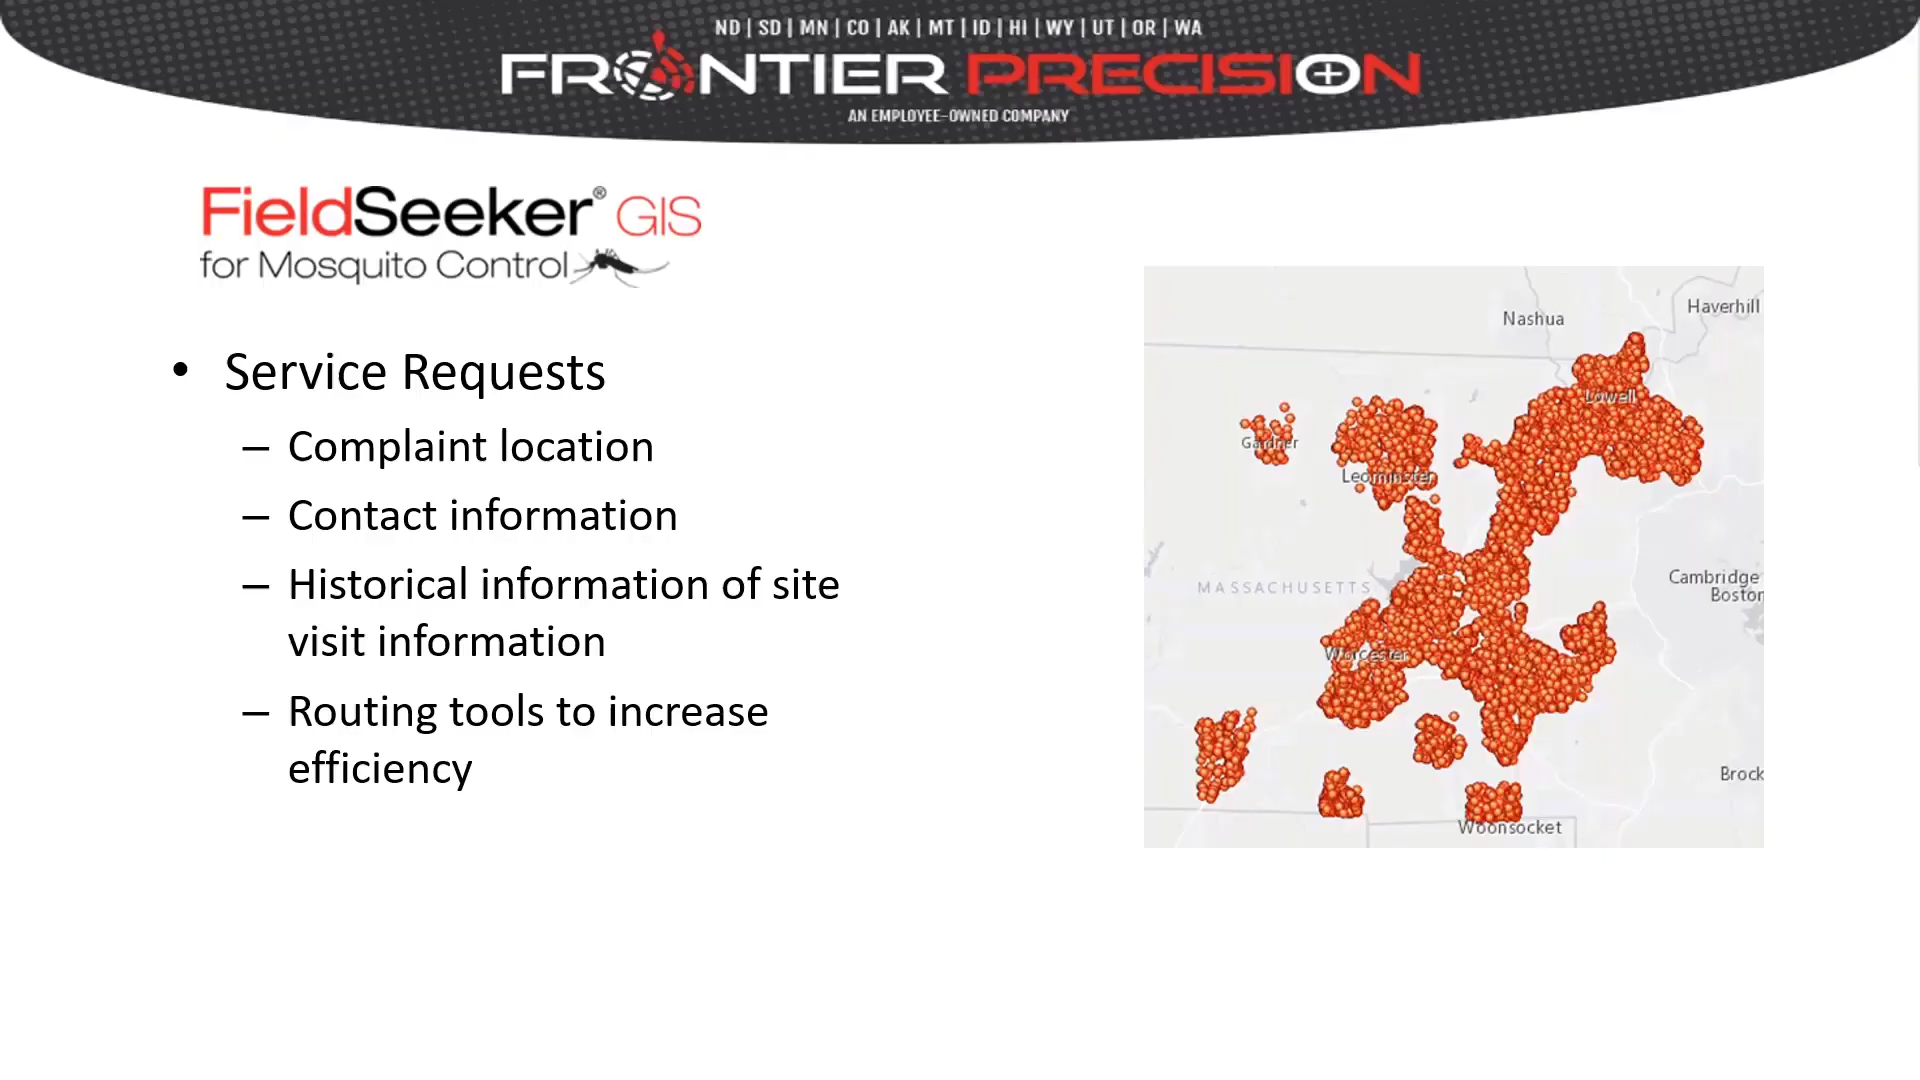 ND | SD | MN | CO | AK | MT | ID | HI | WY | UT | OR | WA
FRONTIER PRECISION
AN EMPLOYEE-OWNED COMPANY
FieldSeeker® GIS
for Mosquito Control
• Service Requests
– Complaint location
– Contact information
– Historical information of site
visit information
– Routing tools to increase
efficiency
Haverhill
Nashua
Lowell
Gardner
Leominster
Cambridge
MASSACHUSETTS
Boston
Worcester
Brock
Woonsocket